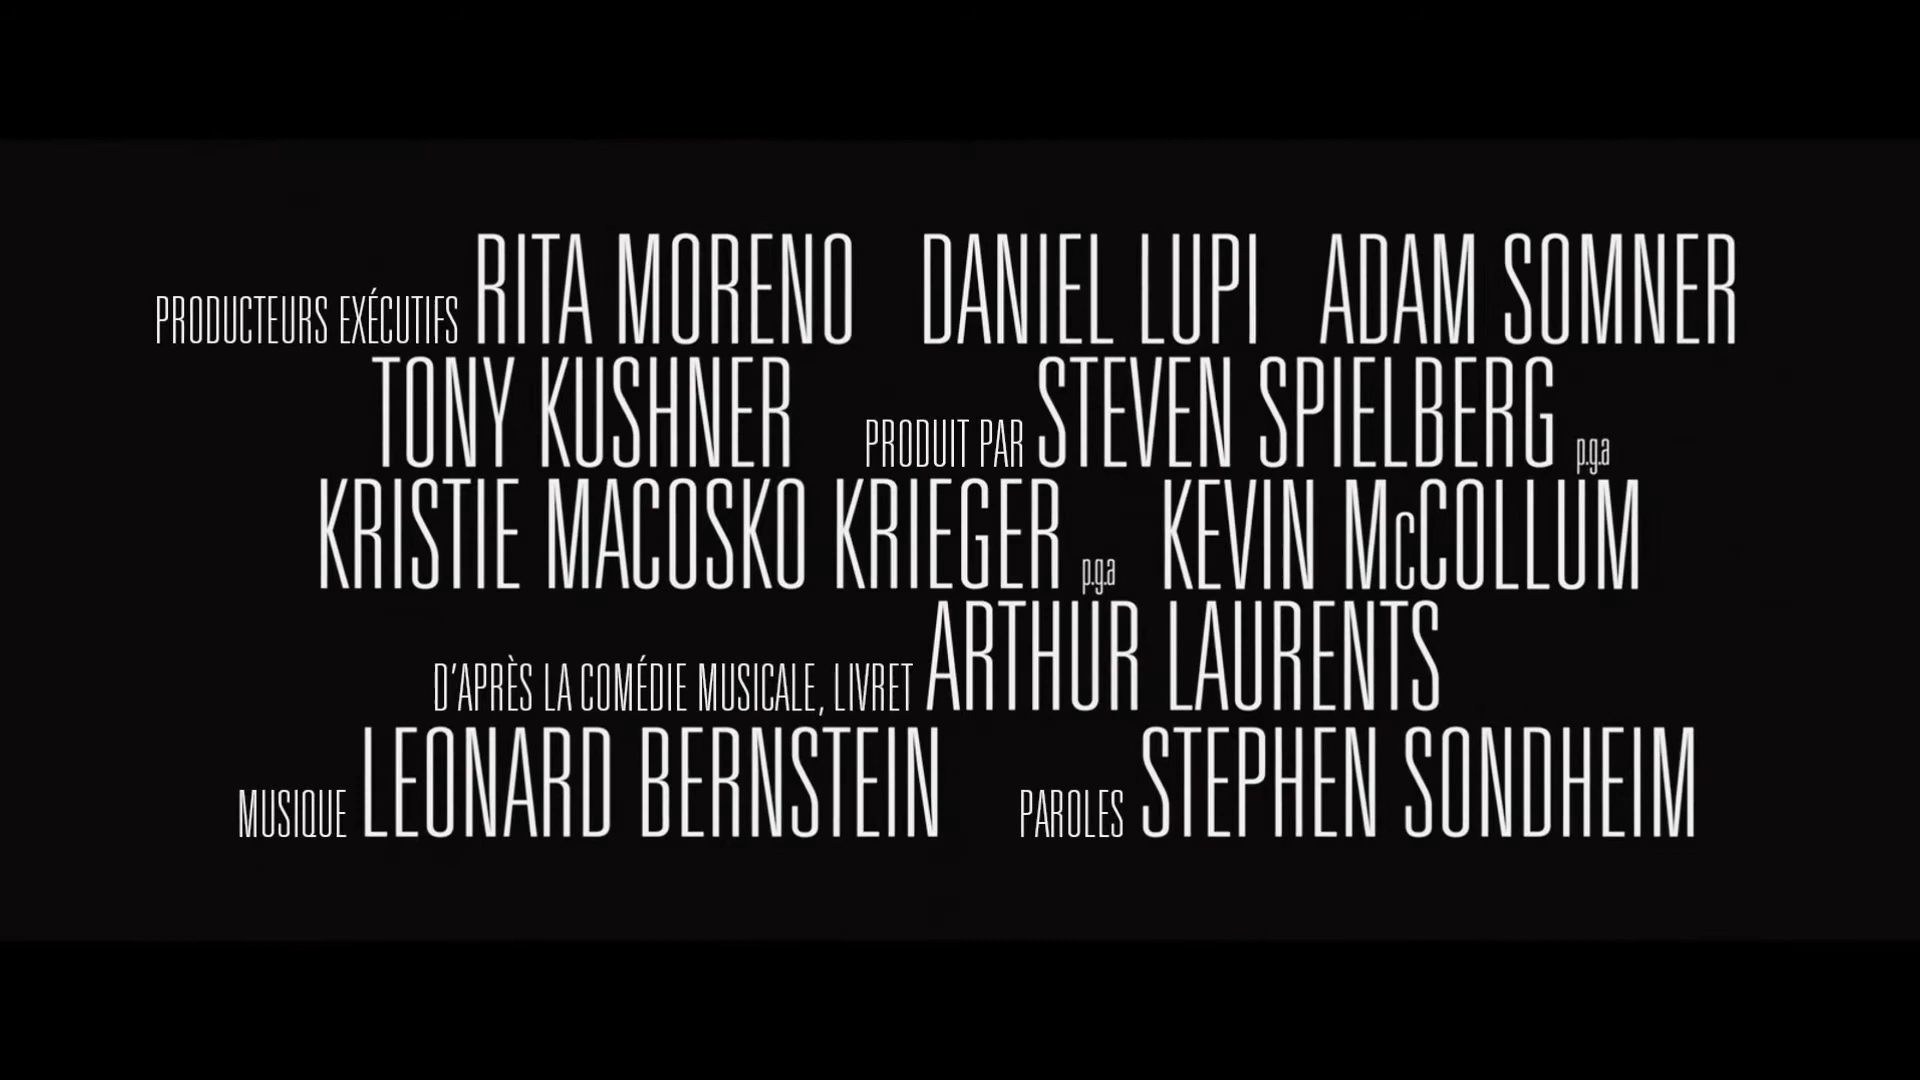 PRODUCTEURS EXÉCUTIFS RITA MORENO DANIEL LUPI ADAM SOMNER
TONY KUSHNER PRODUIT PAR STEVEN SPIELBERG p.g.a
KRISTIE MACOSKO KRIEGER p.g.a KEVIN McCOLLUM
D'APRÈS LA COMÉDIE MUSICALE, LIVRET ARTHUR LAURENTS
MUSIQUE LEONARD BERNSTEIN PAROLES STEPHEN SONDHEIM